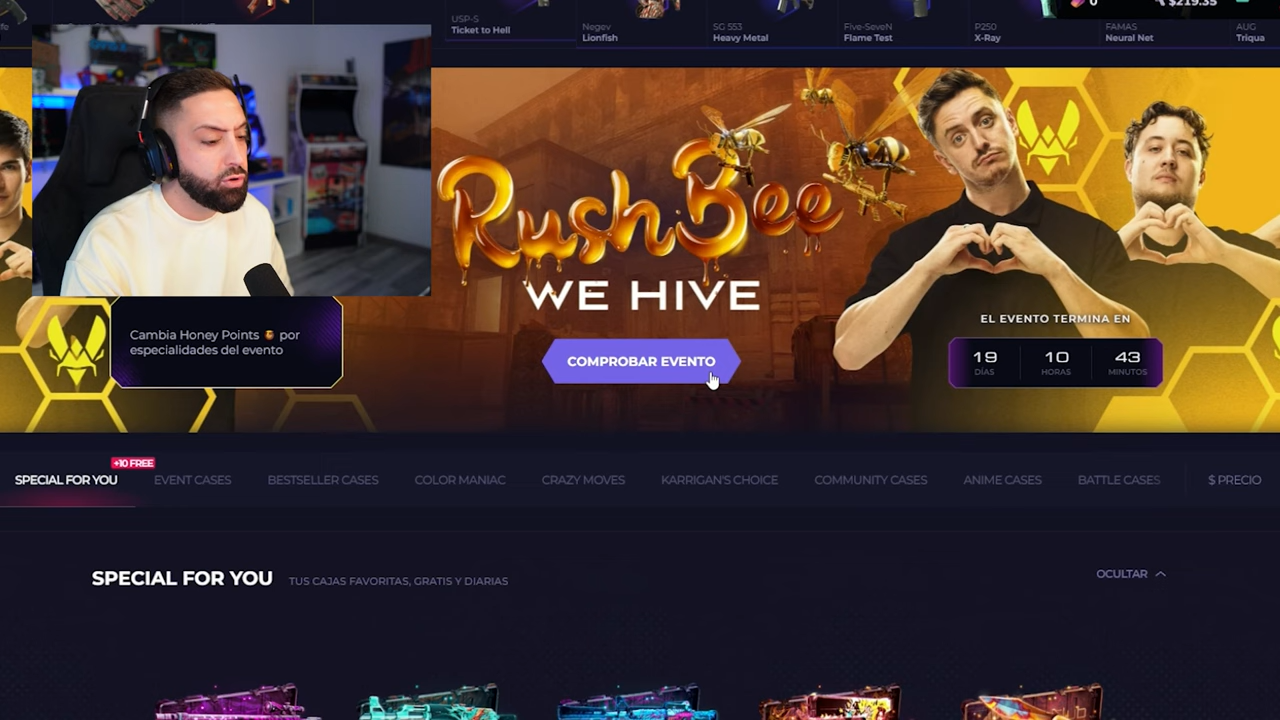 0
$219.35
USP-S
Ticket to Hell
Negev
Lionfish
SG 553
Heavy Metal
Five-SeveN
Flame Test
P250
X-Ray
FAMAS
Neural Net
AUG
Triqua
Rush Bee
WE HIVE
COMPROBAR EVENTO
Cambia Honey Points por
especialidades del evento
EL EVENTO TERMINA EN
19 10 43
DÍAS HORAS MINUTOS
+10 FREE
SPECIAL FOR YOU EVENT CASES BESTSELLER CASES COLOR MANIAC CRAZY MOVES KARRIGAN'S CHOICE COMMUNITY CASES ANIME CASES BATTLE CASES $ PRECIO
SPECIAL FOR YOU TUS CAJAS FAVORITAS, GRATIS Y DIARIAS OCULTAR